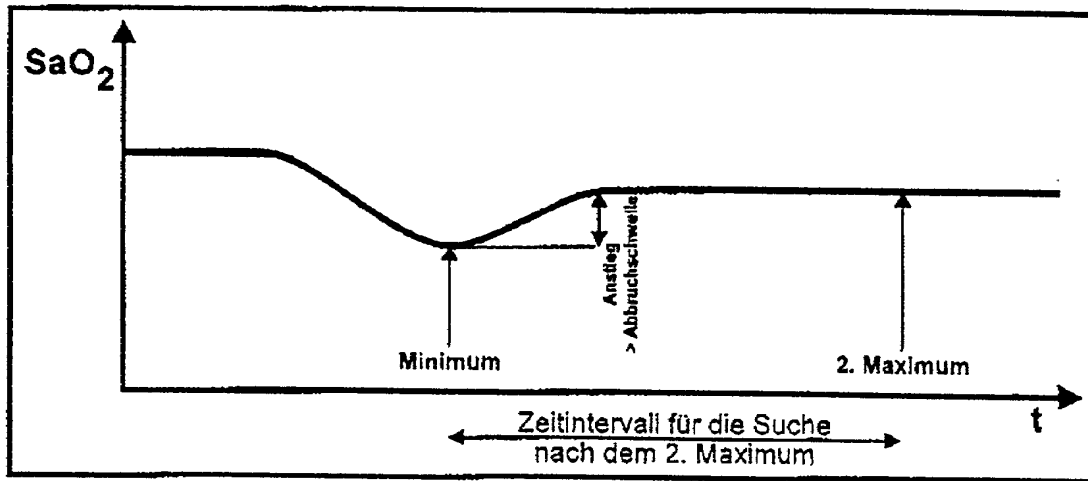 SaO₂
Anstieg
> Abbruchschwelle
Minimum
2. Maximum
t
Zeitintervall für die Suche
nach dem 2. Maximum